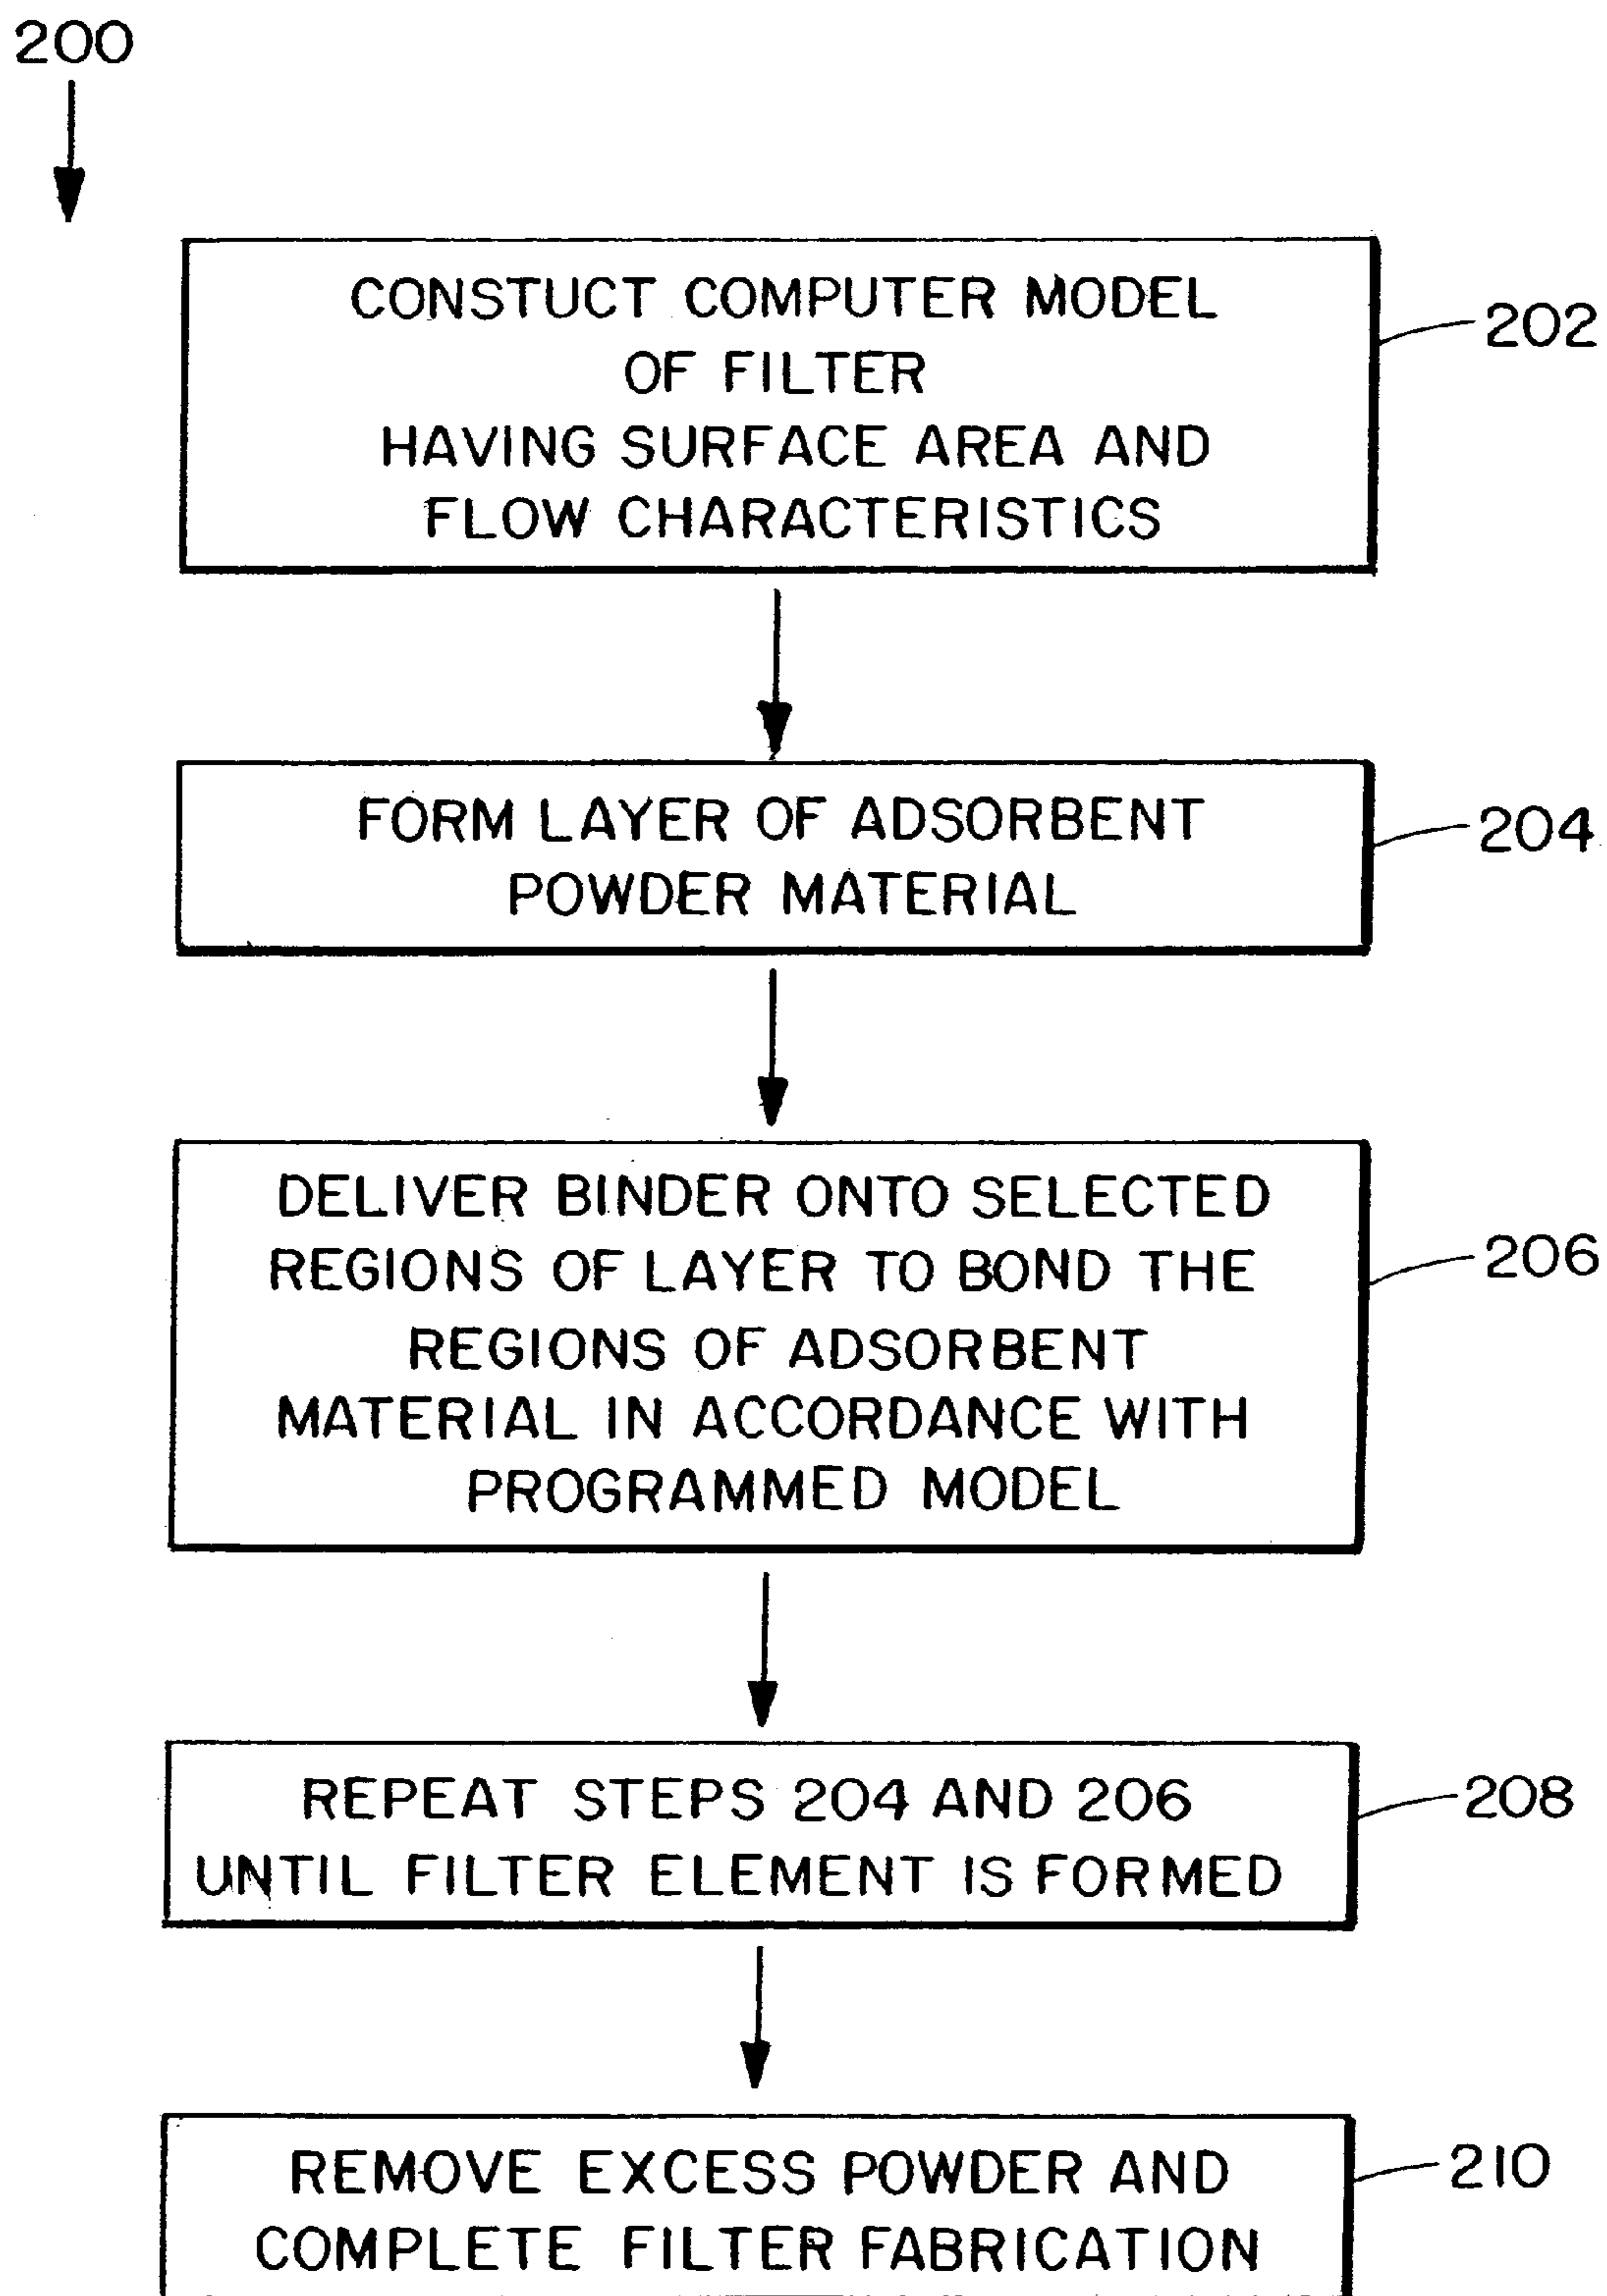 200
CONSTUCT COMPUTER MODEL
OF FILTER
HAVING SURFACE AREA AND
FLOW CHARACTERISTICS
202
FORM LAYER OF ADSORBENT
POWDER MATERIAL
204
DELIVER BINDER ONTO SELECTED
REGIONS OF LAYER TO BOND THE
REGIONS OF ADSORBENT
MATERIAL IN ACCORDANCE WITH
PROGRAMMED MODEL
206
REPEAT STEPS 204 AND 206
UNTIL FILTER ELEMENT IS FORMED
208
REMOVE EXCESS POWDER AND
COMPLETE FILTER FABRICATION
210